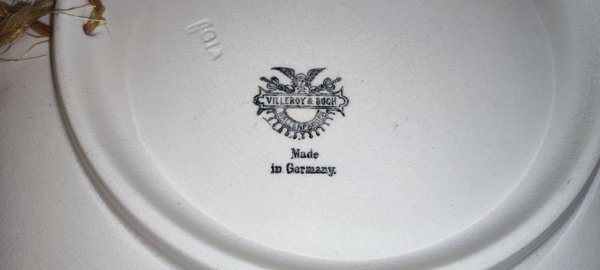 VILLEROY & BOCH
Made
in Germany.